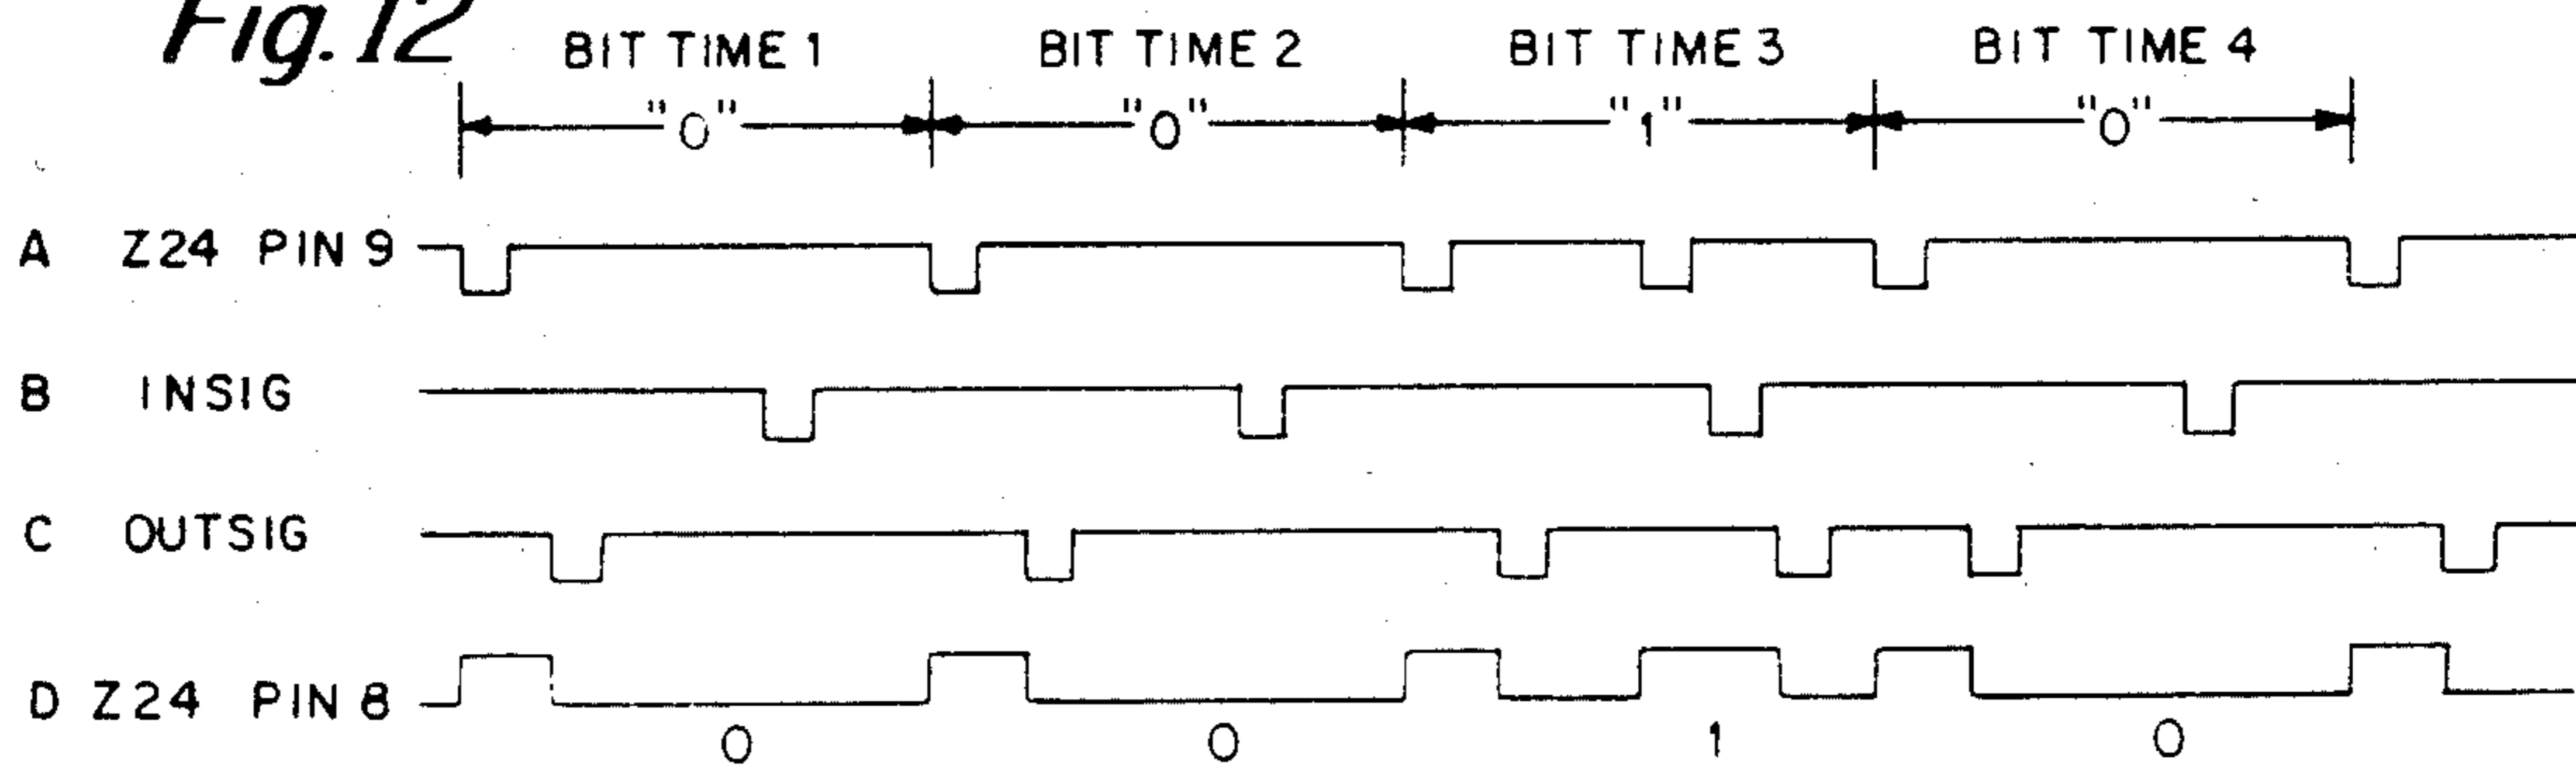 Fig. 12
BIT TIME 1 BIT TIME 2 BIT TIME 3 BIT TIME 4
"0" "0" "1" "0"
A Z24 PIN 9
B INSIG
C OUTSIG
D Z24 PIN 8
0 0 1 0